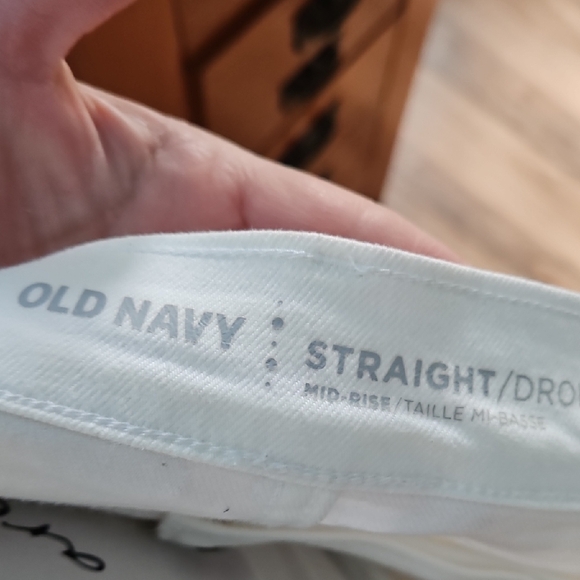 OLD NAVY
STRAIGHT/DRO
MID-RISE/TAILLE MI-BASSE